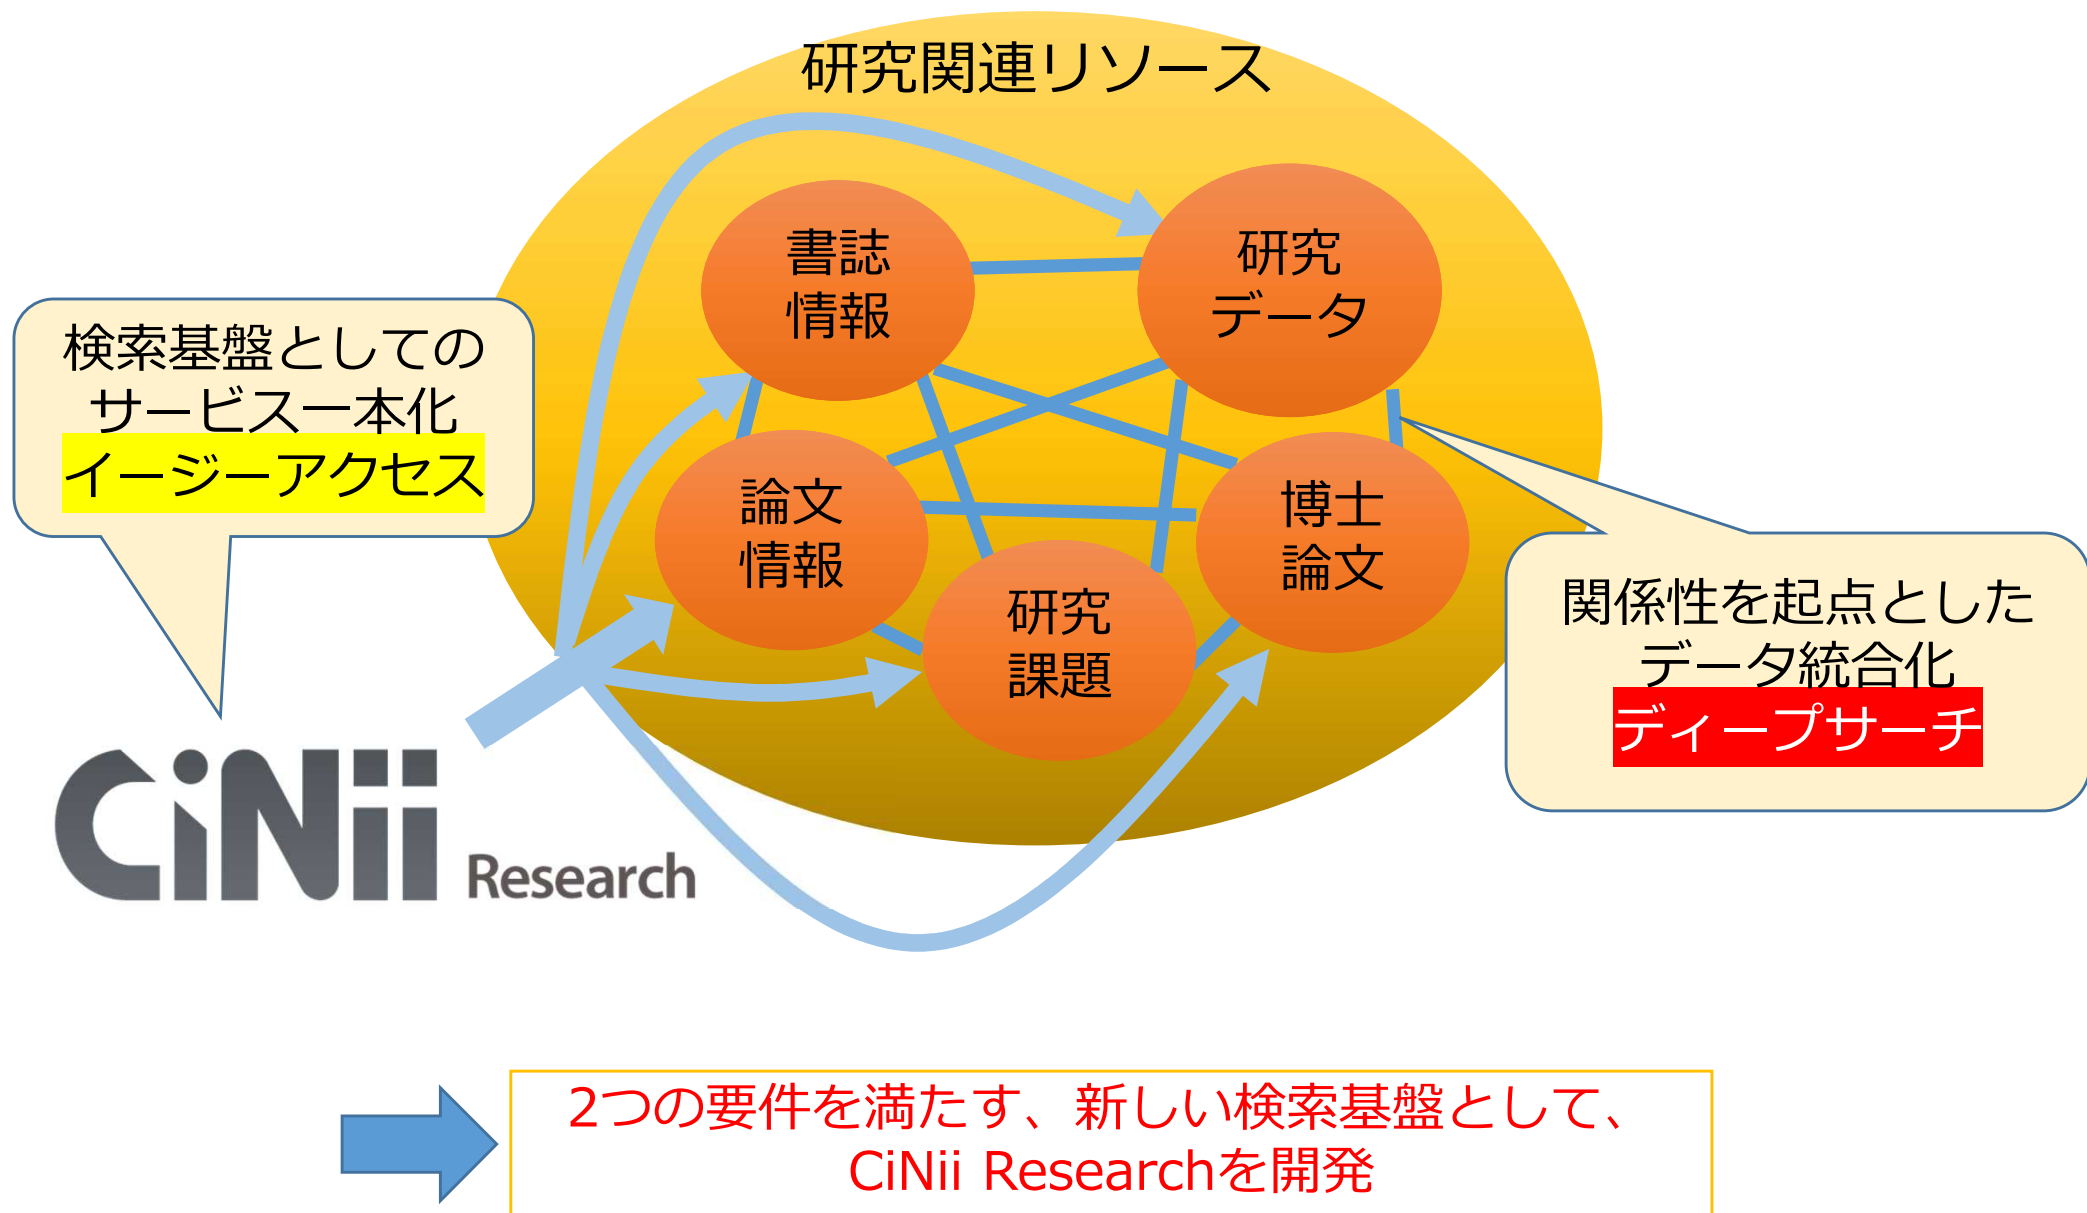 研究関連リソース
書誌
情報
研究
データ
検索基盤としての
サービス一本化
イージーアクセス
論文
情報
博士
論文
研究
課題
関係性を起点とした
データ統合化
ディープサーチ
CiNii Research
2つの要件を満たす、新しい検索基盤として、
CiNii Researchを開発